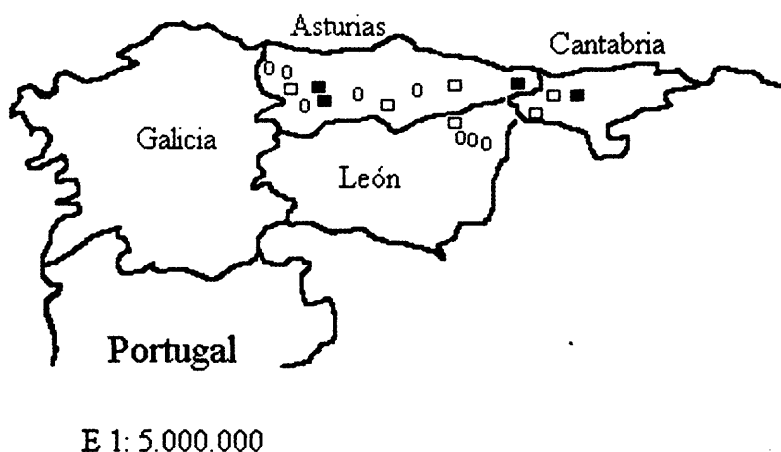 Asturias
Cantabria
Galicia
León
Portugal
E 1: 5.000.000